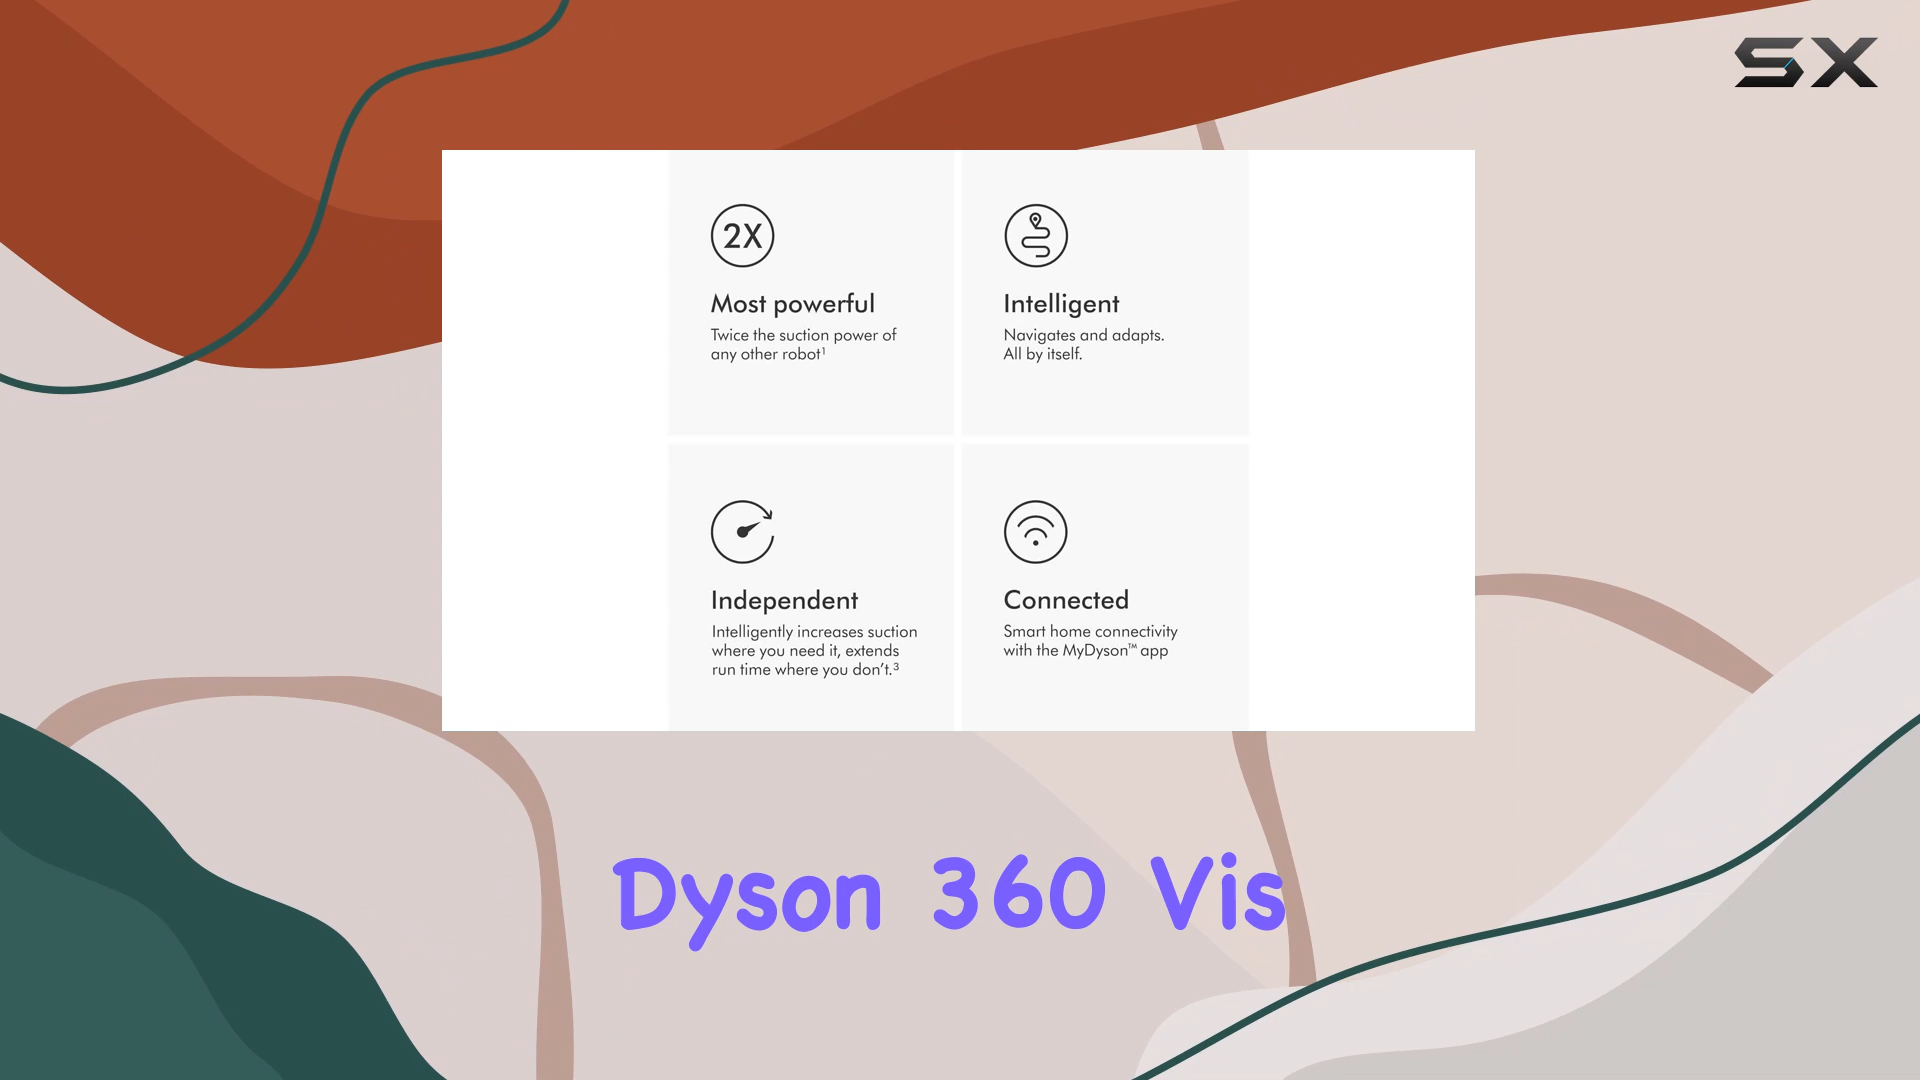 SX
2X
Most powerful
Twice the suction power of
any other robot¹
Intelligent
Navigates and adapts.
All by itself.
Independent
Intelligently increases suction
where you need it, extends
run time where you don't.³
Connected
Smart home connectivity
with the MyDyson™ app
Dyson 360 Vis